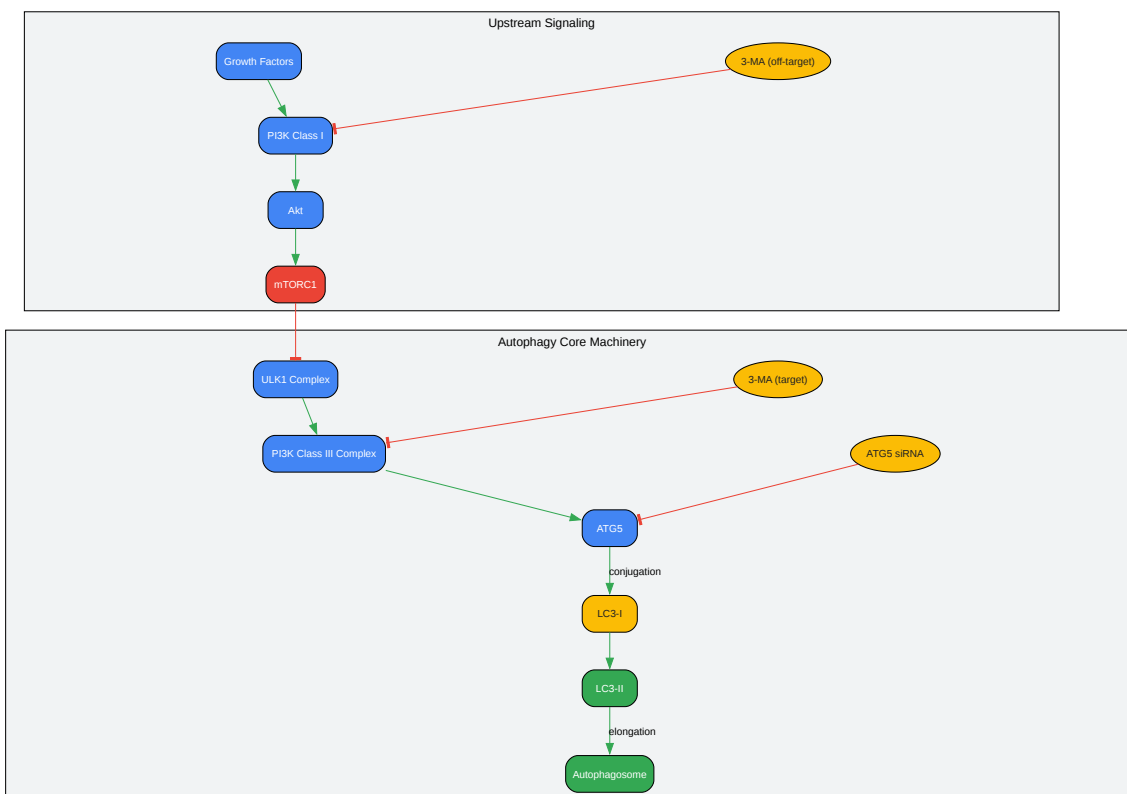 Upstream Signaling
Growth Factors
3-MA (off-target)
PI3K Class I
Akt
mTORC1
Autophagy Core Machinery
ULK1 Complex
3-MA (target)
PI3K Class III Complex
ATG5 siRNA
ATG5
conjugation
LC3-I
LC3-II
elongation
Autophagosome